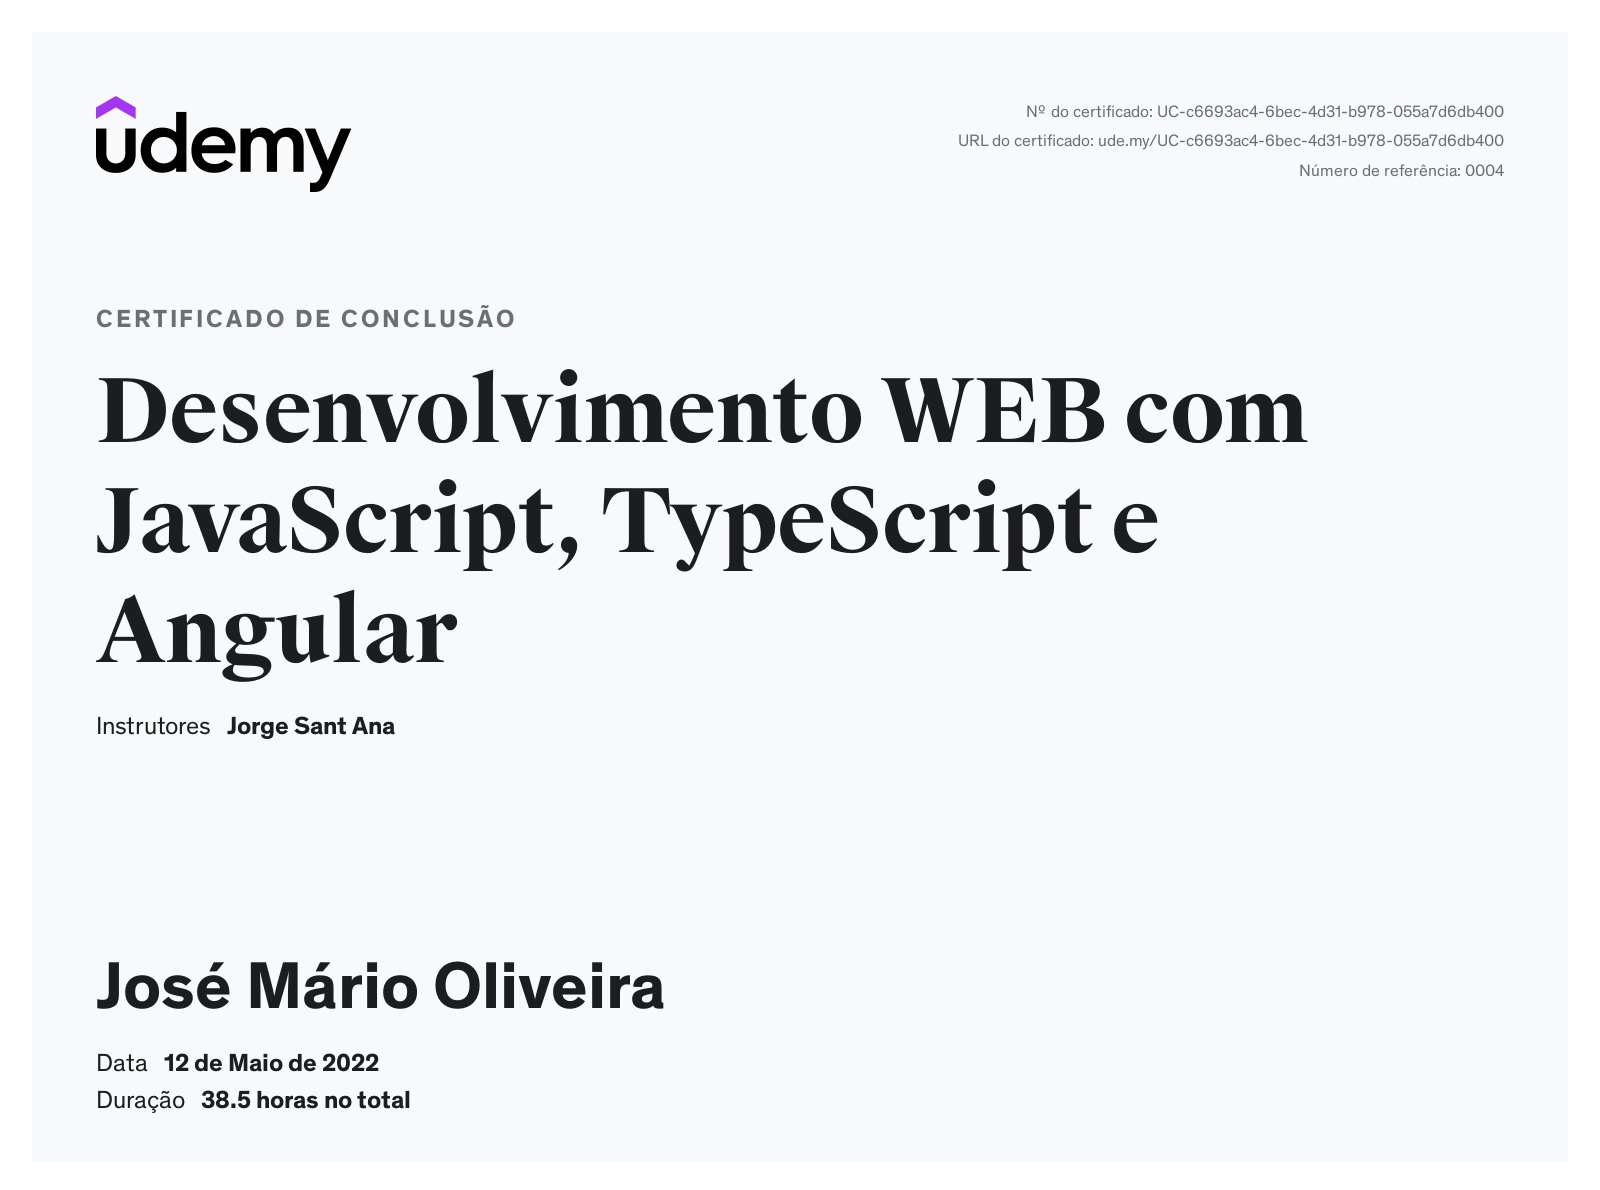 udemy
Nº do certificado: UC-c6693ac4-6bec-4d31-b978-055a7d6db400
URL do certificado: ude.my/UC-c6693ac4-6bec-4d31-b978-055a7d6db400
Número de referência: 0004
CERTIFICADO DE CONCLUSÃO
Desenvolvimento WEB com
JavaScript, TypeScript e
Angular
Instrutores Jorge Sant Ana
José Mário Oliveira
Data 12 de Maio de 2022
Duração 38.5 horas no total